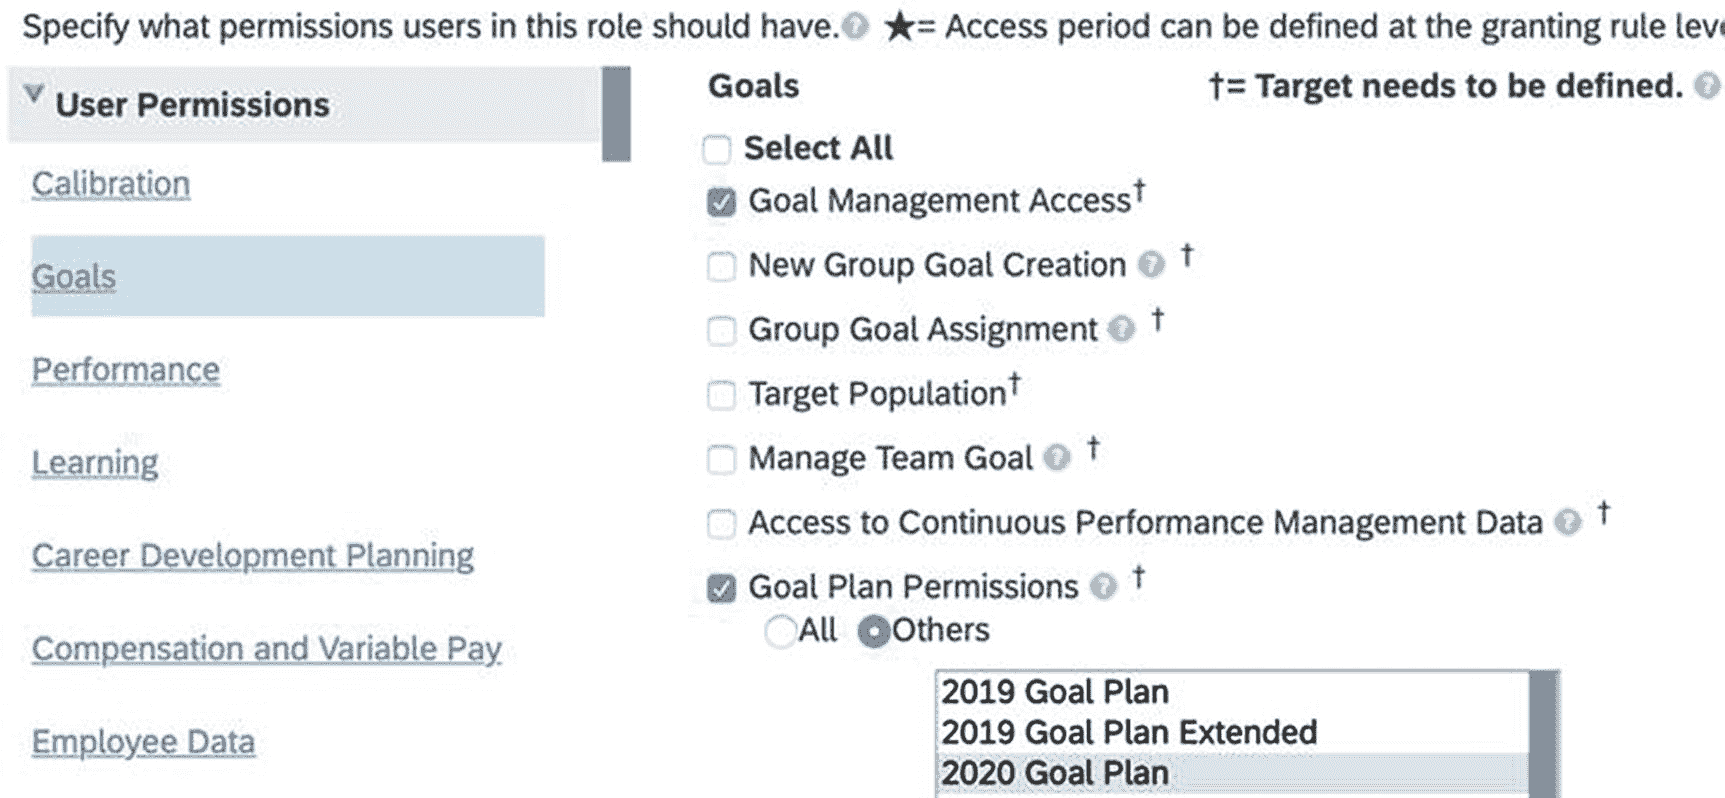 Specify what permissions users in this role should have. ? ★= Access period can be defined at the granting rule leve
User Permissions
Calibration
Goals
Performance
Learning
Career Development Planning
Compensation and Variable Pay
Employee Data
Goals
†= Target needs to be defined. ?
Select All
Goal Management Access†
New Group Goal Creation ? †
Group Goal Assignment ? †
Target Population†
Manage Team Goal ? †
Access to Continuous Performance Management Data ? †
Goal Plan Permissions ? †
All Others
2019 Goal Plan
2019 Goal Plan Extended
2020 Goal Plan